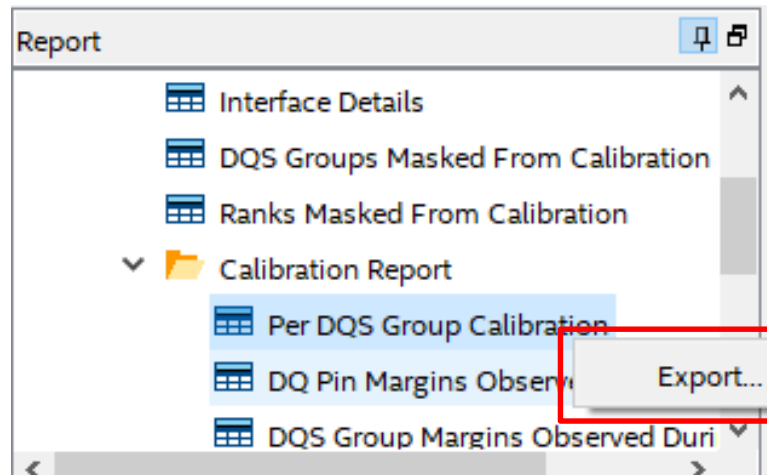 Report
Interface Details
DQS Groups Masked From Calibration
Ranks Masked From Calibration
Calibration Report
Per DQS Group Calibration
DQ Pin Margins Export...
DQS Group Margins Observed Duri